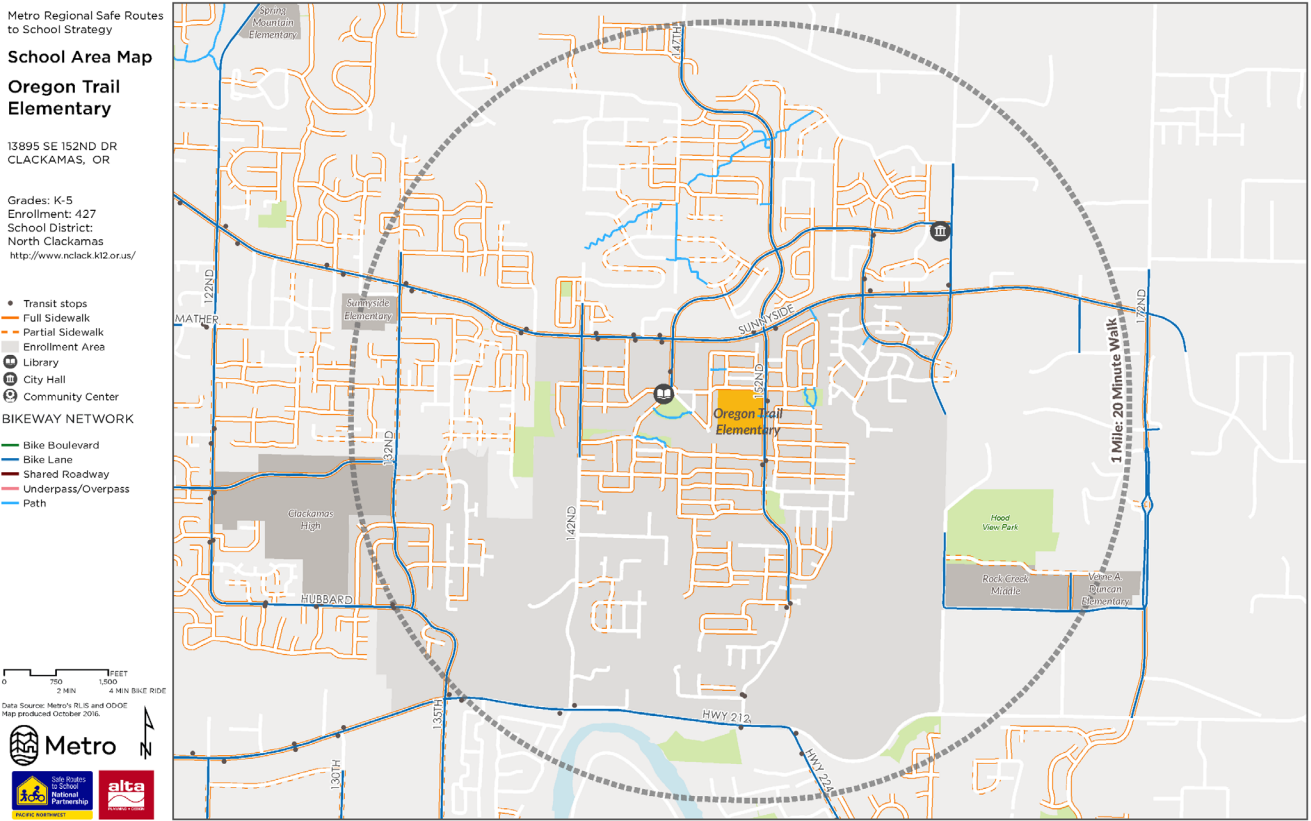 Metro Regional Safe Routes
to School Strategy
School Area Map
Oregon Trail
Elementary
13895 SE 152ND DR
CLACKAMAS, OR
Grades: K-5
Enrollment: 427
School District:
North Clackamas
http://www.nclack.k12.or.us/
Transit stops
Full Sidewalk
Partial Sidewalk
Enrollment Area
Library
City Hall
Community Center
BIKEWAY NETWORK
Bike Boulevard
Bike Lane
Shared Roadway
Underpass/Overpass
Path
FEET
0 750 1,500
2 MIN 4 MIN BIKE RIDE
Data Source: Metro's RLIS and ODOE
Map produced October 2016.
N
Metro
Safe Routes
to School
National
Partnership
PACIFIC NORTHWEST
alta
PLANNING + DESIGN
Spring
Mountain
Elementary
147TH
122ND
MATHER
Sunnyside
Elementary
SUNNYSIDE
172ND
1 Mile: 20 Minute Walk
152ND
Oregon Trail
Elementary
132ND
Clackamas
High
142ND
Hood
View Park
Rock Creek
Middle
Verne A.
Duncan
Elementary
HUBBARD
135TH
HWY 212
HWY 224
130TH